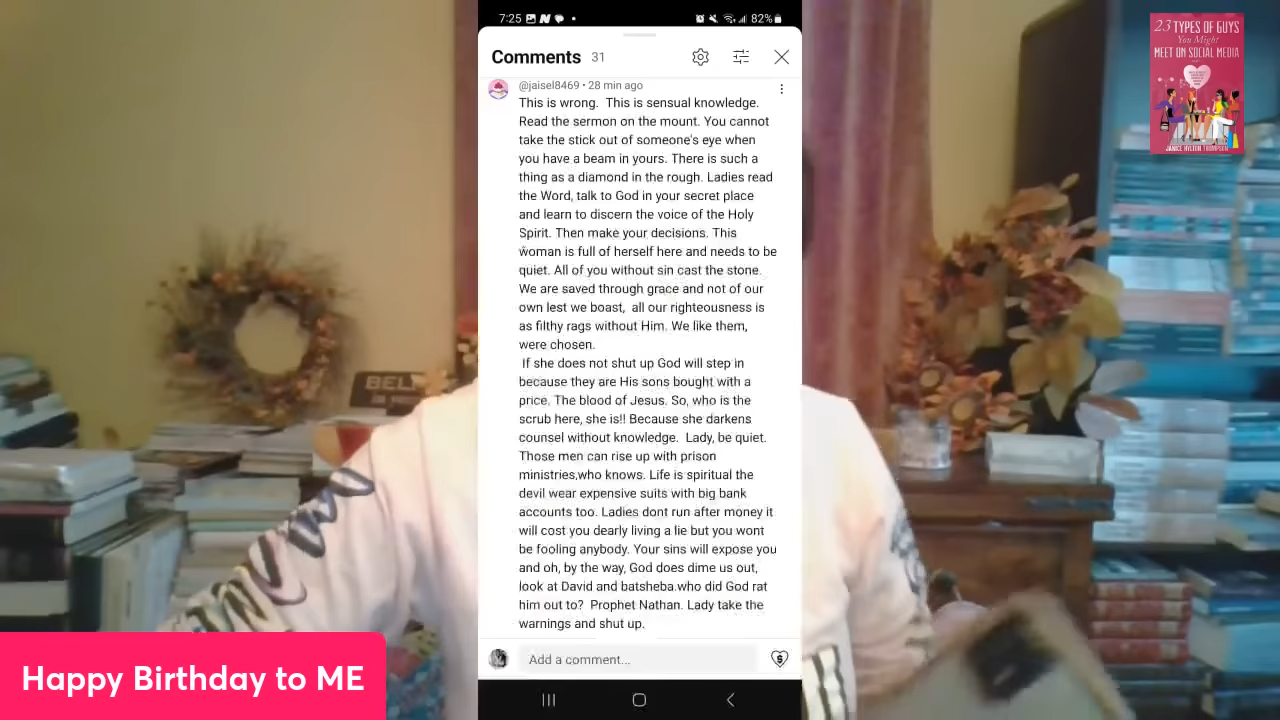 7:25
82%
Comments 31
@jaisel8469 • 28 min ago
This is wrong. This is sensual knowledge.
Read the sermon on the mount. You cannot
take the stick out of someone's eye when
you have a beam in yours. There is such a
thing as a diamond in the rough. Ladies read
the Word, talk to God in your secret place
and learn to discern the voice of the Holy
Spirit. Then make your decisions. This
woman is full of herself here and needs to be
quiet. All of you without sin cast the stone.
We are saved through grace and not of our
own lest we boast, all our righteousness is
as filthy rags without Him. We like them,
were chosen.
If she does not shut up God will step in
because they are His sons bought with a
price. The blood of Jesus. So, who is the
scrub here, she is!! Because she darkens
counsel without knowledge. Lady, be quiet.
Those men can rise up with prison
ministries,who knows. Life is spiritual the
devil wear expensive suits with big bank
accounts too. Ladies dont run after money it
will cost you dearly living a lie but you wont
be fooling anybody. Your sins will expose you
and oh, by the way, God does dime us out,
look at David and batsheba.who did God rat
him out to? Prophet Nathan. Lady take the
warnings and shut up.
Add a comment...
23 TYPES OF GUYS
You Might
MEET ON SOCIAL MEDIA
JANICE HYLTON THOMPSON
Happy Birthday to ME